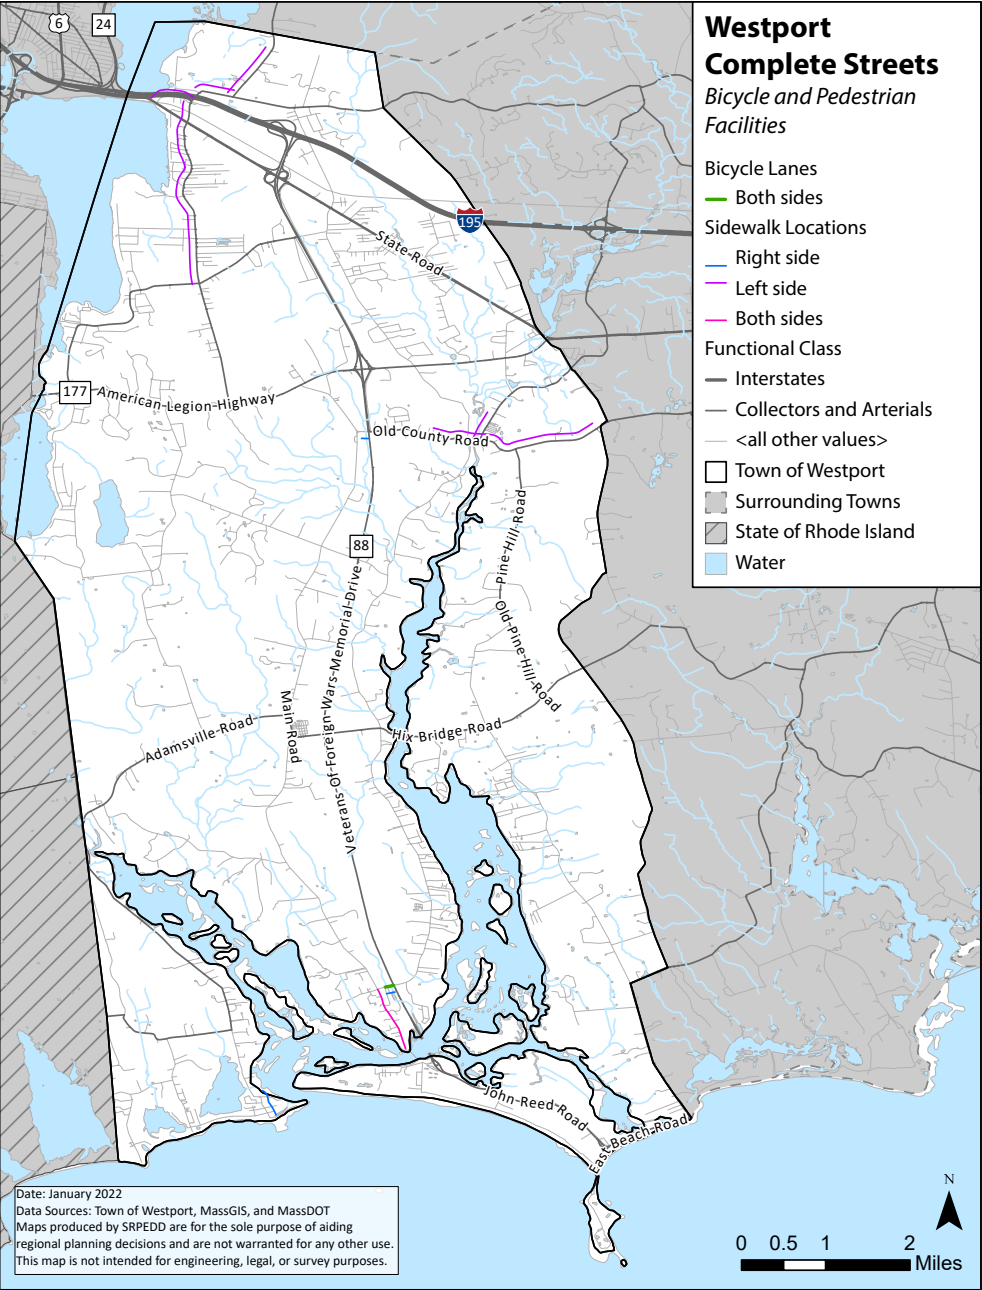 6
24
Westport
Complete Streets
Bicycle and Pedestrian
Facilities
Bicycle Lanes
Both sides
Sidewalk Locations
Right side
Left side
Both sides
Functional Class
Interstates
Collectors and Arterials
<all other values>
Town of Westport
Surrounding Towns
State of Rhode Island
Water
195
State-Road
177
American-Legion-Highway
Old County Road
88
Pine-Hill-Road
Old-Pine-Hill-Road
Veterans-Of-Foreign-Wars-Memorial-Drive
Main Road
Adamsville-Road
Hix Bridge-Road
John-Reed-Road
East-Beach-Road
Date: January 2022
Data Sources: Town of Westport, MassGIS, and MassDOT
Maps produced by SRPEDD are for the sole purpose of aiding
regional planning decisions and are not warranted for any other use.
This map is not intended for engineering, legal, or survey purposes.
N
0 0.5 1 2
Miles